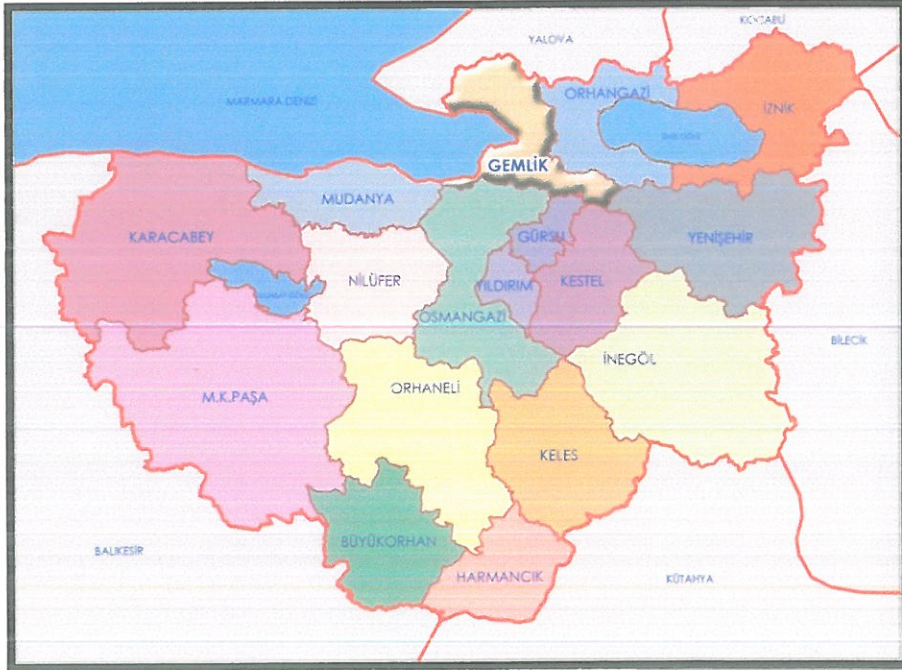 KOCAELİ
YALOVA
MARMARA DENİZİ
ORHANGAZİ
İZNİK
GEMLİK
MUDANYA
KARACABEY
GÜRSU
YENİŞEHİR
NİLÜFER
YILDIRIM
KESTEL
OSMANGAZİ
BİLECİK
İNEGÖL
ORHANELİ
M.K.PAŞA
KELES
BÜYÜKORHAN
BALIKESİR
HARMANCIK
KÜTAHYA